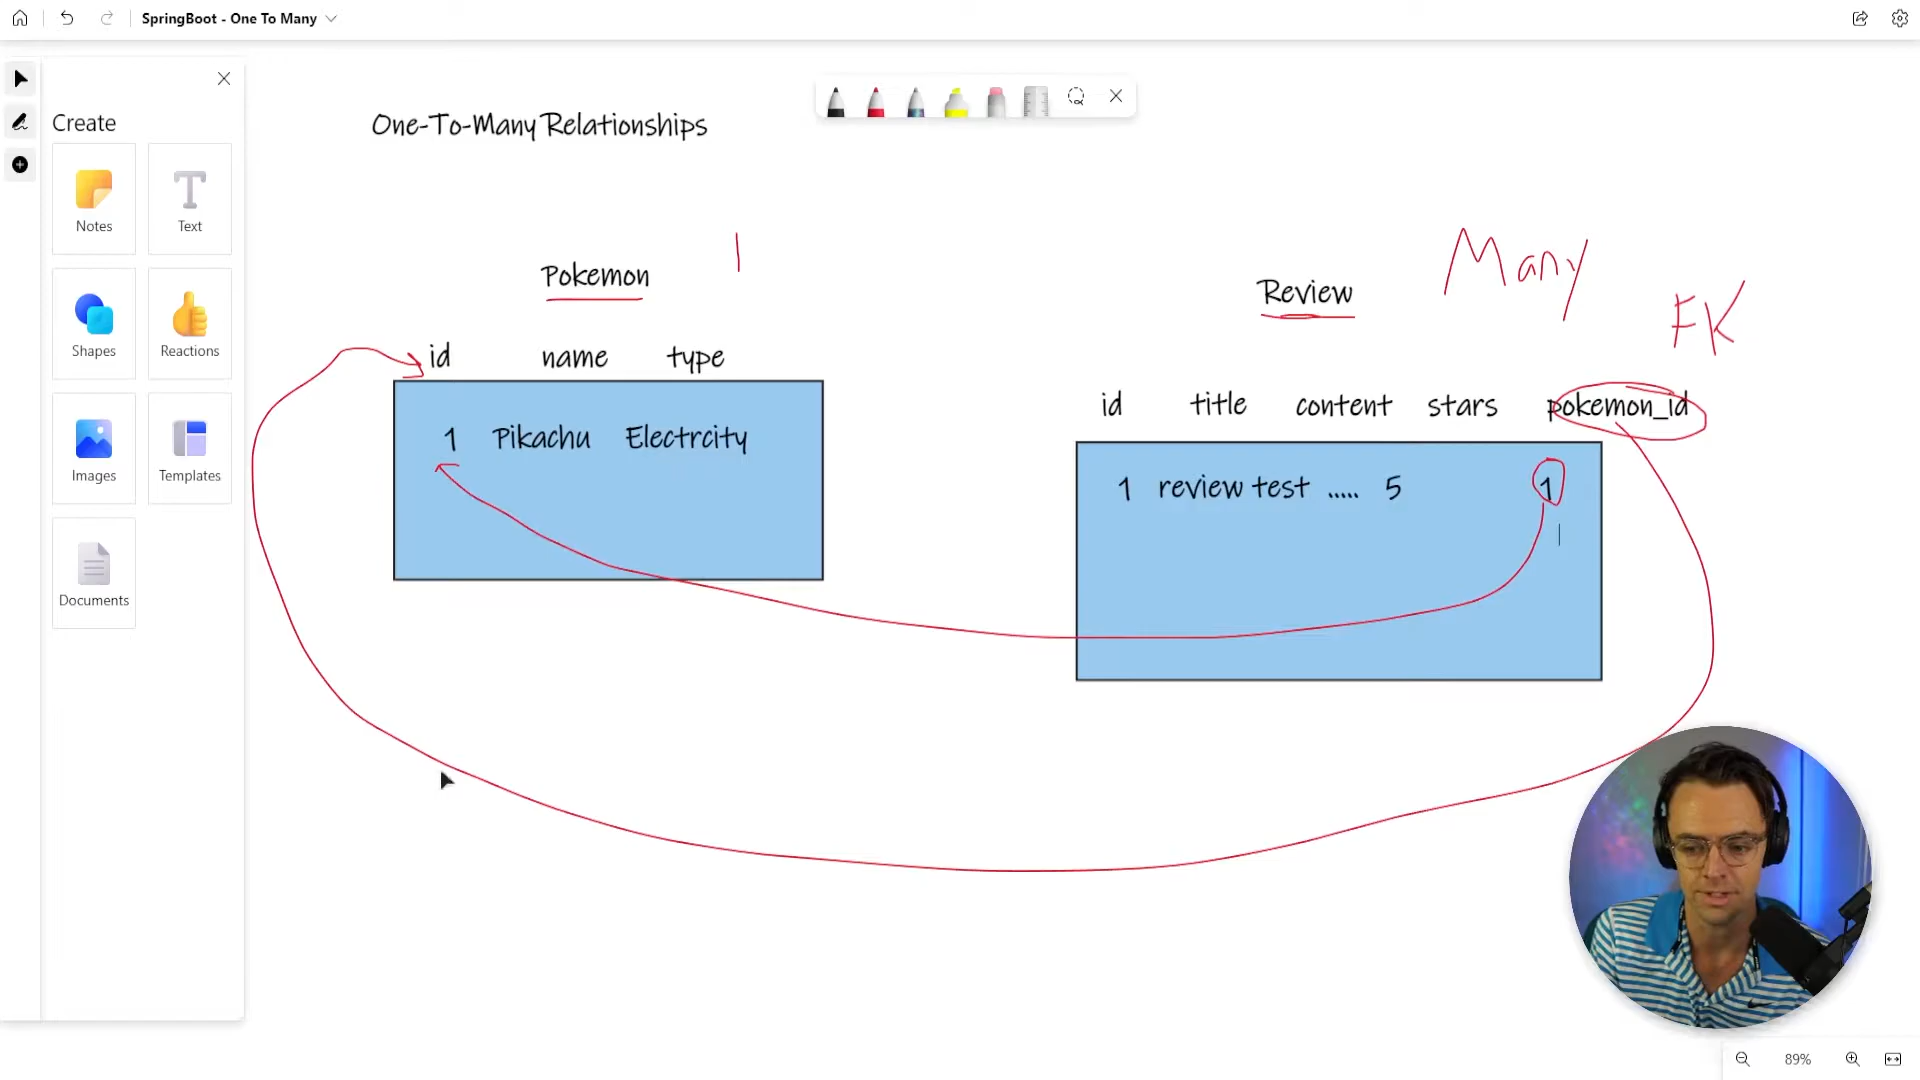 SpringBoot - One To Many
Create
Notes
Text
Shapes
Reactions
Images
Templates
Documents
One-To-Many Relationships
Pokemon
1
id name type
1 Pikachu Electrcity
Review
Many
FK
id title content stars pokemon_id
1 review test ..... 5 1
89%